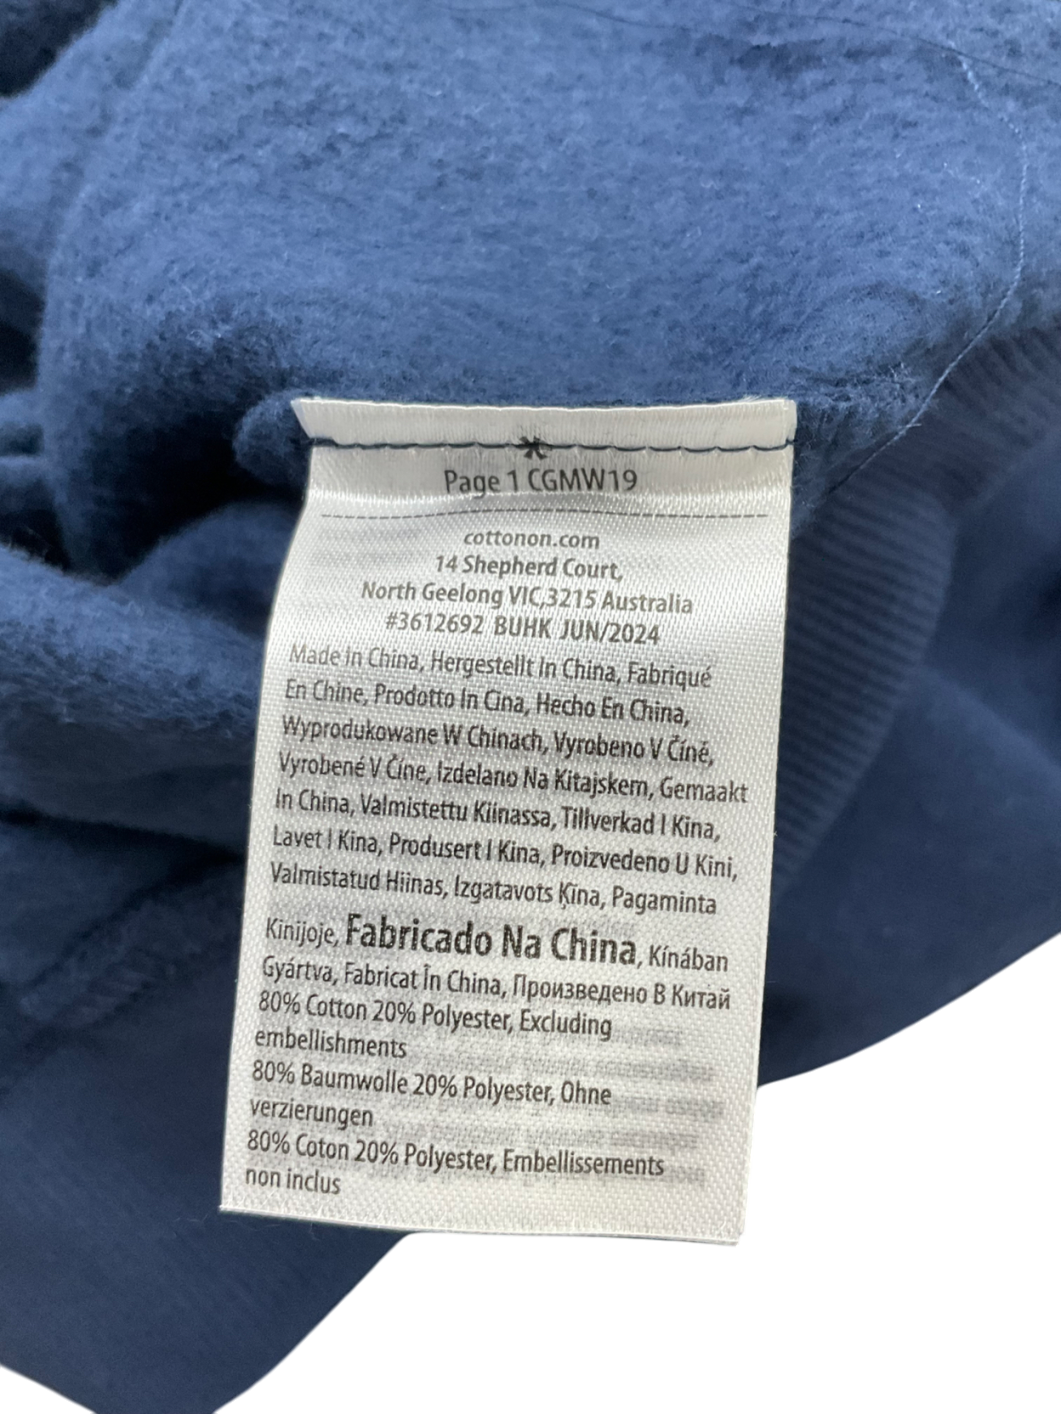 Page 1 CGMW19
cottonon.com
14 Shepherd Court,
North Geelong VIC,3215 Australia
#3612692 BUHK JUN/2024
Made In China, Hergestellt In China, Fabriqué
En Chine, Prodotto In Cina, Hecho En China,
Wyprodukowane W Chinach, Vyrobeno V Číně,
Vyrobené V Číne, Izdelano Na Kitajskem, Gemaakt
In China, Valmistettu Kiinassa, Tillverkad I Kina,
Lavet I Kina, Produsert I Kina, Proizvedeno U Kini,
Valmistatud Hiinas, Izgatavots Ķīna, Pagaminta
Kinijoje, Fabricado Na China, Kínában
Gyártva, Fabricat În China, Произведено В Китай
80% Cotton 20% Polyester, Excluding
embellishments
80% Baumwolle 20% Polyester, Ohne
verzierungen
80% Coton 20% Polyester, Embellissements
non inclus